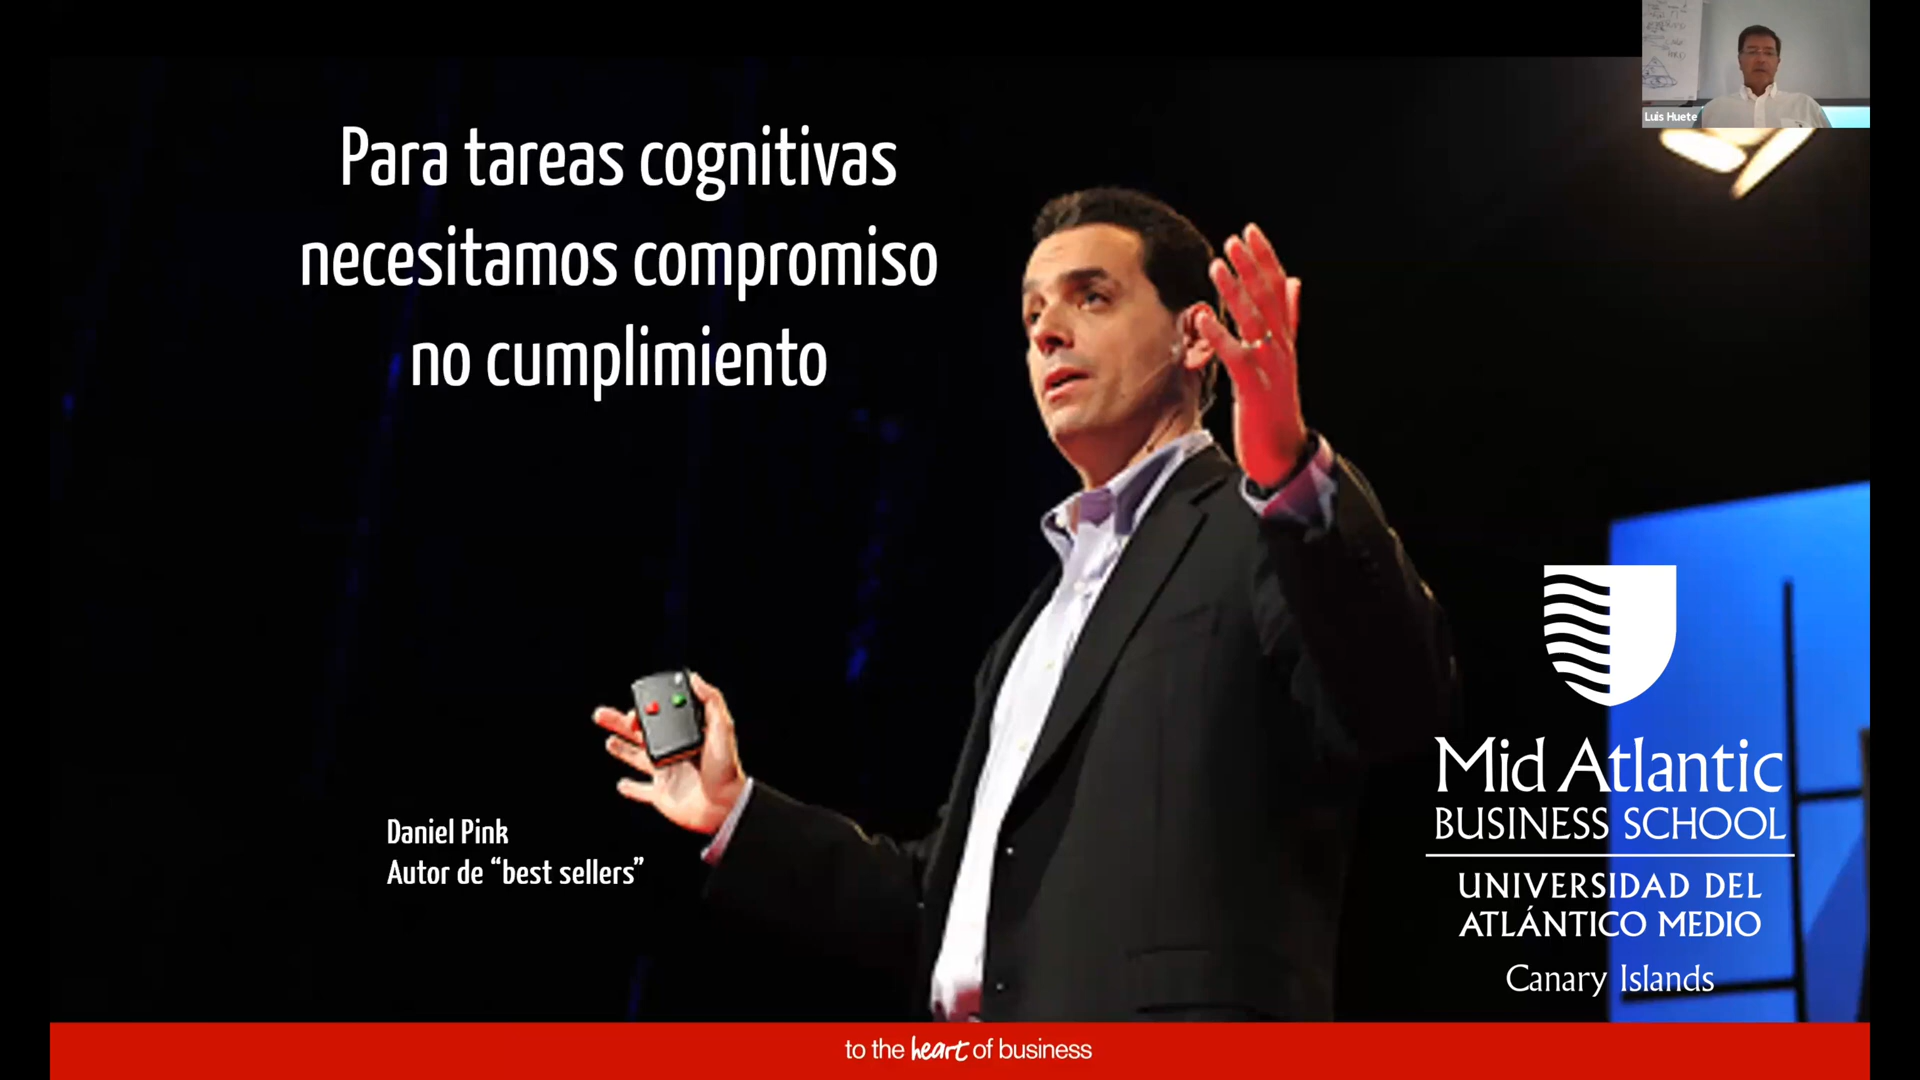 Luis Huete
Para tareas cognitivas
necesitamos compromiso
no cumplimiento
Daniel Pink
Autor de “best sellers”
Mid Atlantic
BUSINESS SCHOOL
UNIVERSIDAD DEL
ATLÁNTICO MEDIO
Canary Islands
to the heart of business